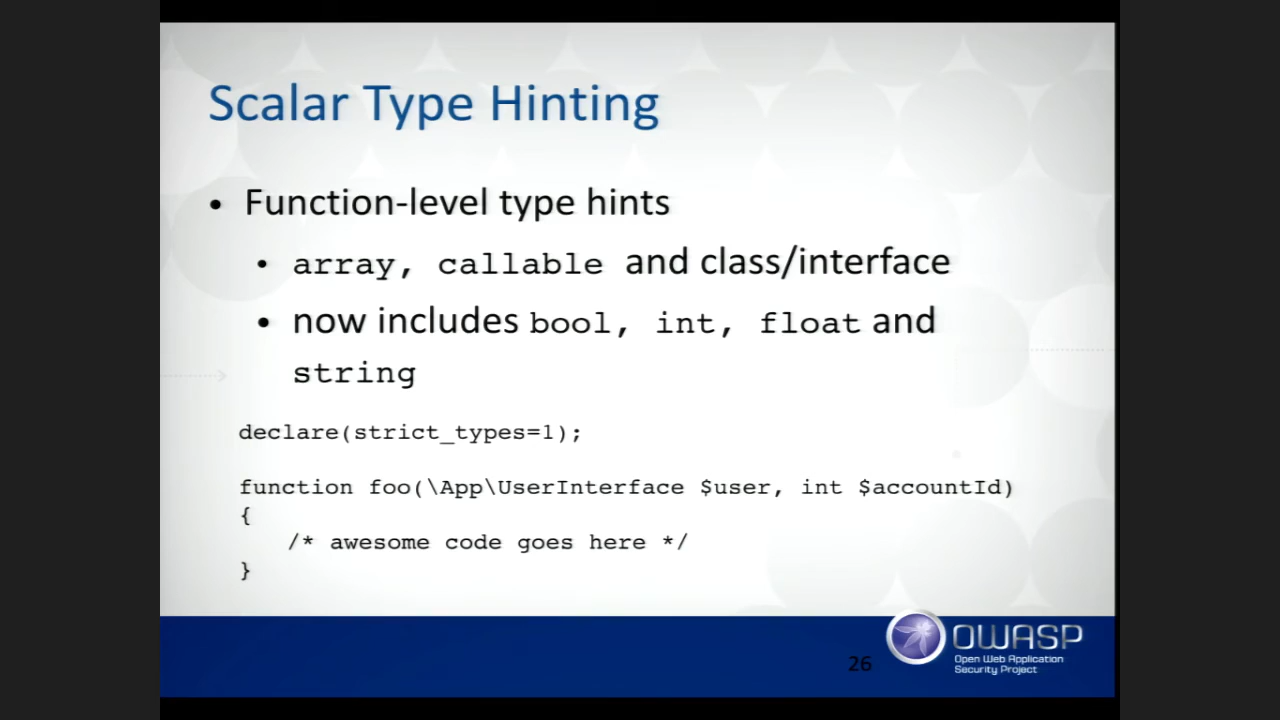 Scalar Type Hinting
• Function-level type hints
• array, callable and class/interface
• now includes bool, int, float and
string
declare(strict_types=1);
function foo(\App\UserInterface $user, int $accountId)
{
/* awesome code goes here */
}
26
OWASP
Open Web Application
Security Project